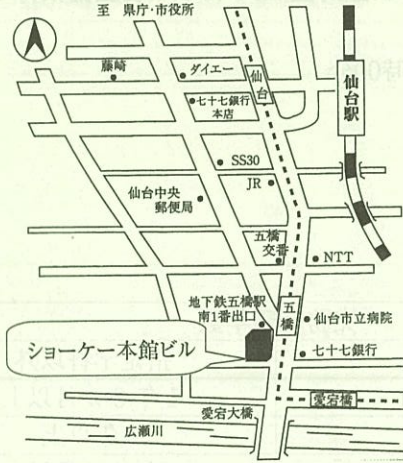 至 県庁・市役所
藤崎
ダイエー
仙台
七十七銀行
本店
仙台駅
SS30
JR
仙台中央
郵便局
五橋
交番
NTT
地下鉄五橋駅
南1番出口
五橋
仙台市立病院
ショーケー本館ビル
七十七銀行
愛宕橋
愛宕大橋
広瀬川